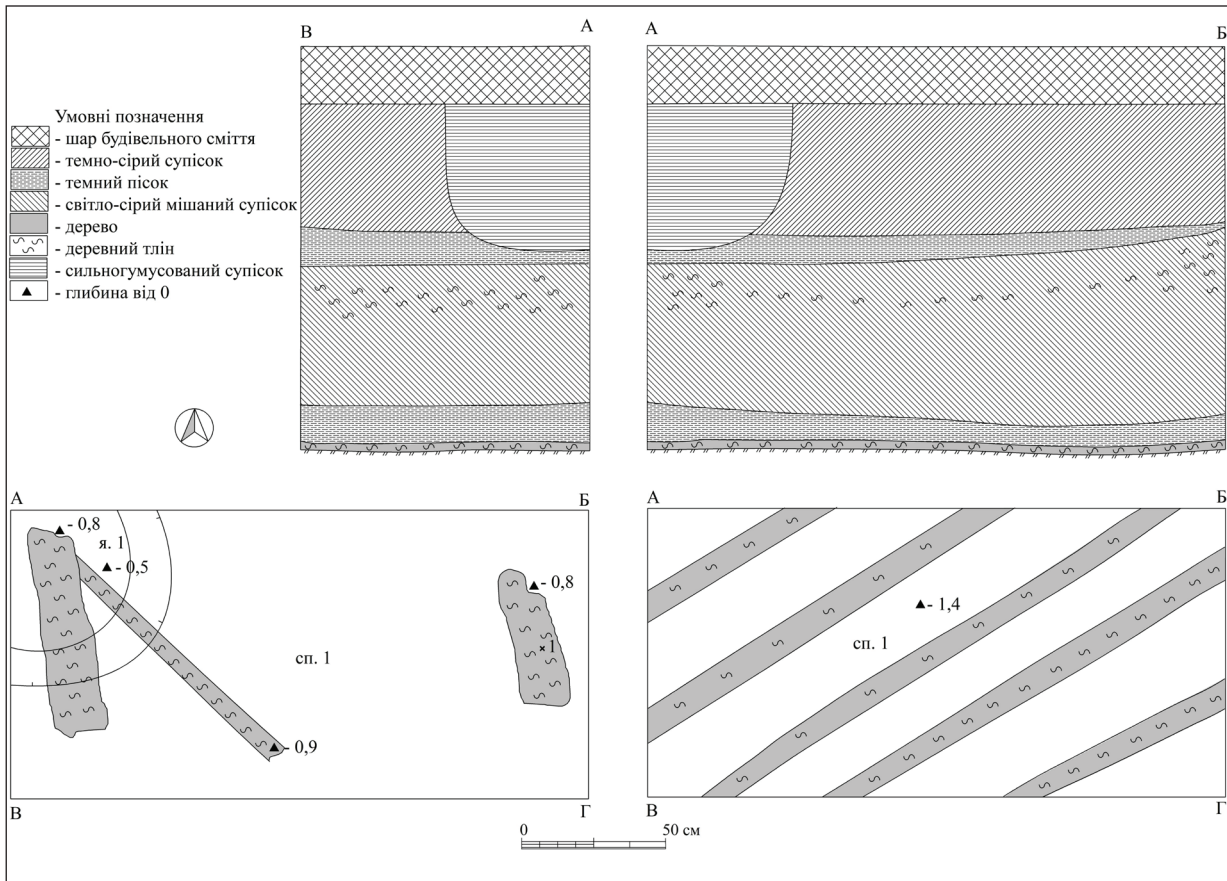 В
А
А
Б
Умовні позначення
- шар будівельного сміття
- темно-сірий супісок
- темний пісок
- світло-сірий мішаний супісок
- дерево
- деревний тлін
- сильногумусований супісок
- глибина від 0
А
Б
- 0,8
я. 1
- 0,5
- 0,8
1
сп. 1
- 0,9
В
Г
А
Б
- 1,4
сп. 1
В
Г
0
50 см